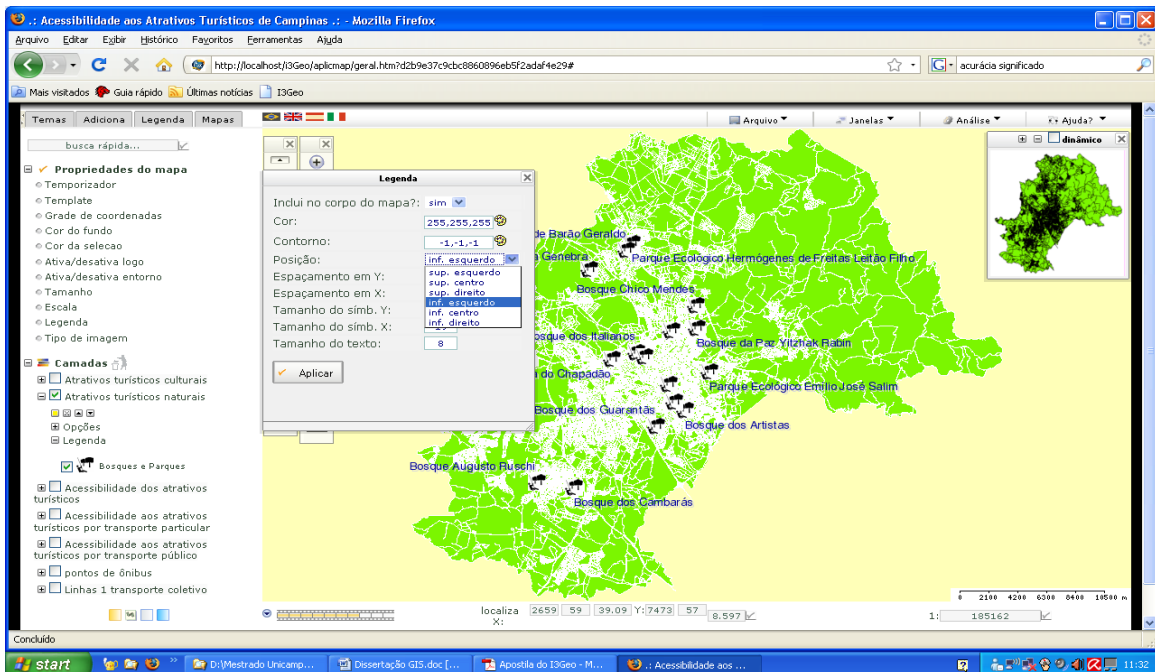 .: Acessibilidade aos Atrativos Turísticos de Campinas .: - Mozilla Firefox
Arquivo Editar Exibir Histórico Favoritos Ferramentas Ajuda
http://localhost/i3Geo/aplicmap/geral.htm?d2b9e37c9cbc8860896eb5f2adaf4e29#
acurácia significado
Mais visitados Guia rápido Últimas notícias I3Geo
Temas Adiciona Legenda Mapas
Arquivo Janelas Análise Ajuda?
busca rápida...
dinâmico
Propriedades do mapa
Temporizador
Template
Grade de coordenadas
Cor do fundo
Cor da selecao
Ativa/desativa logo
Ativa/desativa entorno
Tamanho
Escala
Legenda
Tipo de imagem
Camadas
Atrativos turísticos culturais
Atrativos turísticos naturais
Opções
Legenda
Bosques e Parques
Acessibilidade dos atrativos
turísticos
Acessibilidade aos atrativos
turísticos por transporte particular
Acessibilidade aos atrativos
turísticos por transporte público
pontos de ônibus
Linhas 1 transporte coletivo
Legenda
Inclui no corpo do mapa?: sim
Cor: 255,255,255
Contorno: -1,-1,-1
Posição: inf. esquerdo
sup. esquerdo
sup. centro
sup. direito
inf. esquerdo
inf. centro
inf. direito
Espaçamento em Y:
Espaçamento em X:
Tamanho do símb. Y:
Tamanho do símb. X:
Tamanho do texto: 8
Aplicar
de Barão Geraldo
Genebra
Parque Ecológico Hermógenes de Freitas Leitão Filho
Bosque Chico Mendes
osque dos Italianos
Bosque da Paz Yitzhak Rabin
do Chapadão
Parque Ecológico Emilio José Salim
Bosque dos Guarantãs
Bosque dos Artistas
Bosque Augusto Ruschi
Bosque dos Cambarás
0 2100 4200 6300 8400 10500 m
localiza X: 2659 59 39.09 Y: 7473 57 8.597
1: 185162
Concluído
start
D:\Mestrado Unicamp...
Dissertação GIS.doc [...
Apostila do I3Geo - M...
.: Acessibilidade aos ...
11:32